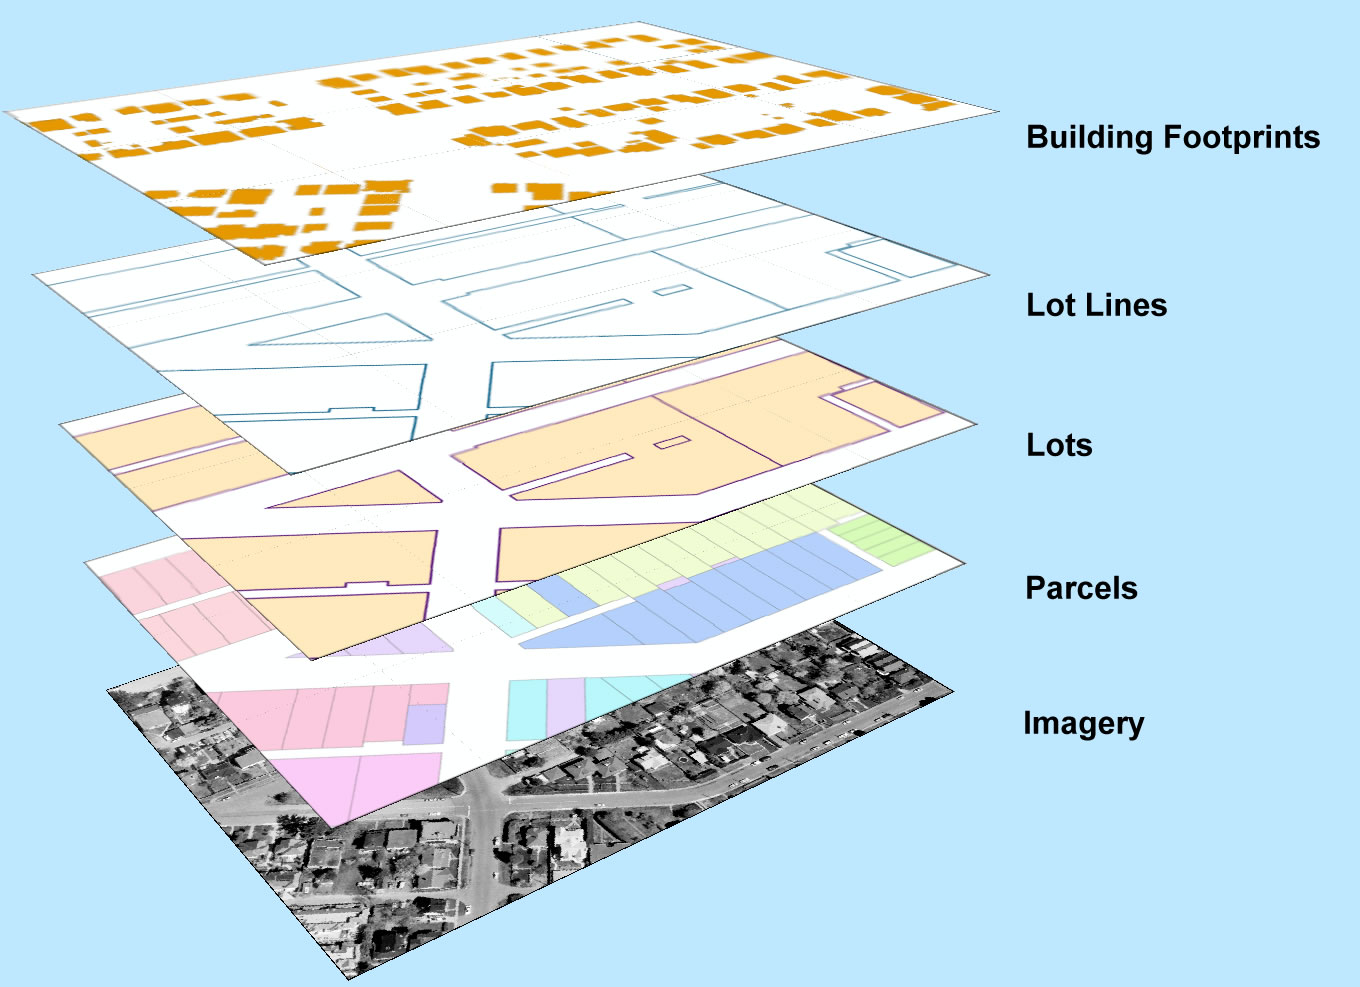 Building Footprints
Lot Lines
Lots
Parcels
Imagery